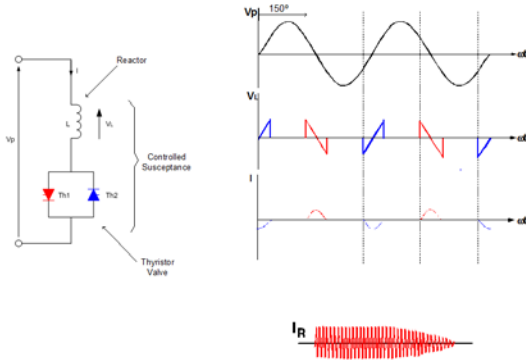 I
Reactor
L
VL
Vp
Controlled
Susceptance
Th1
Th2
Thyristor
Valve
Vp
150°
ωt
VL
ωt
I
ωt
IR